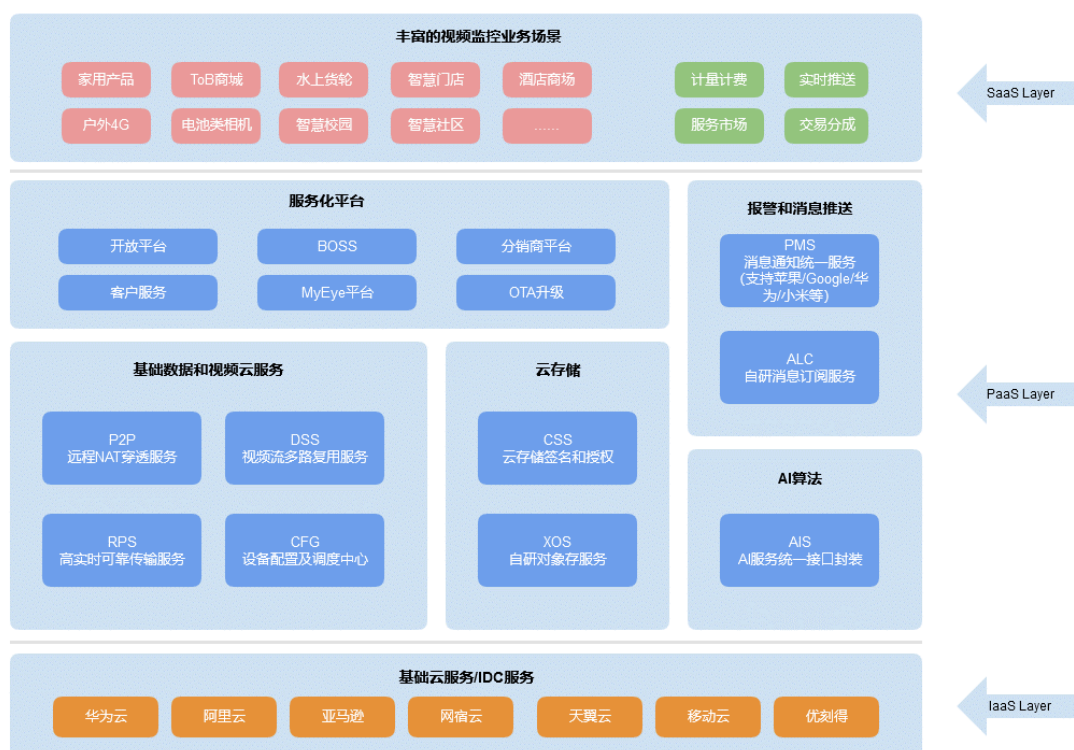 丰富的视频监控业务场景
家用产品
ToB商城
水上货轮
智慧门店
酒店商场
计量计费
实时推送
户外4G
电池类相机
智慧校园
智慧社区
......
服务市场
交易分成
SaaS Layer
服务化平台
开放平台
BOSS
分销商平台
客户服务
MyEye平台
OTA升级
报警和消息推送
PMS
消息通知统一服务
(支持苹果/Google/华
为/小米等)
ALC
自研消息订阅服务
基础数据和视频云服务
P2P
远程NAT穿透服务
DSS
视频流多路复用服务
RPS
高实时可靠传输服务
CFG
设备配置及调度中心
云存储
CSS
云存储签名和授权
XOS
自研对象存服务
AI算法
AIS
AI服务统一接口封装
PaaS Layer
基础云服务/IDC服务
华为云
阿里云
亚马逊
网宿云
天翼云
移动云
优刻得
IaaS Layer